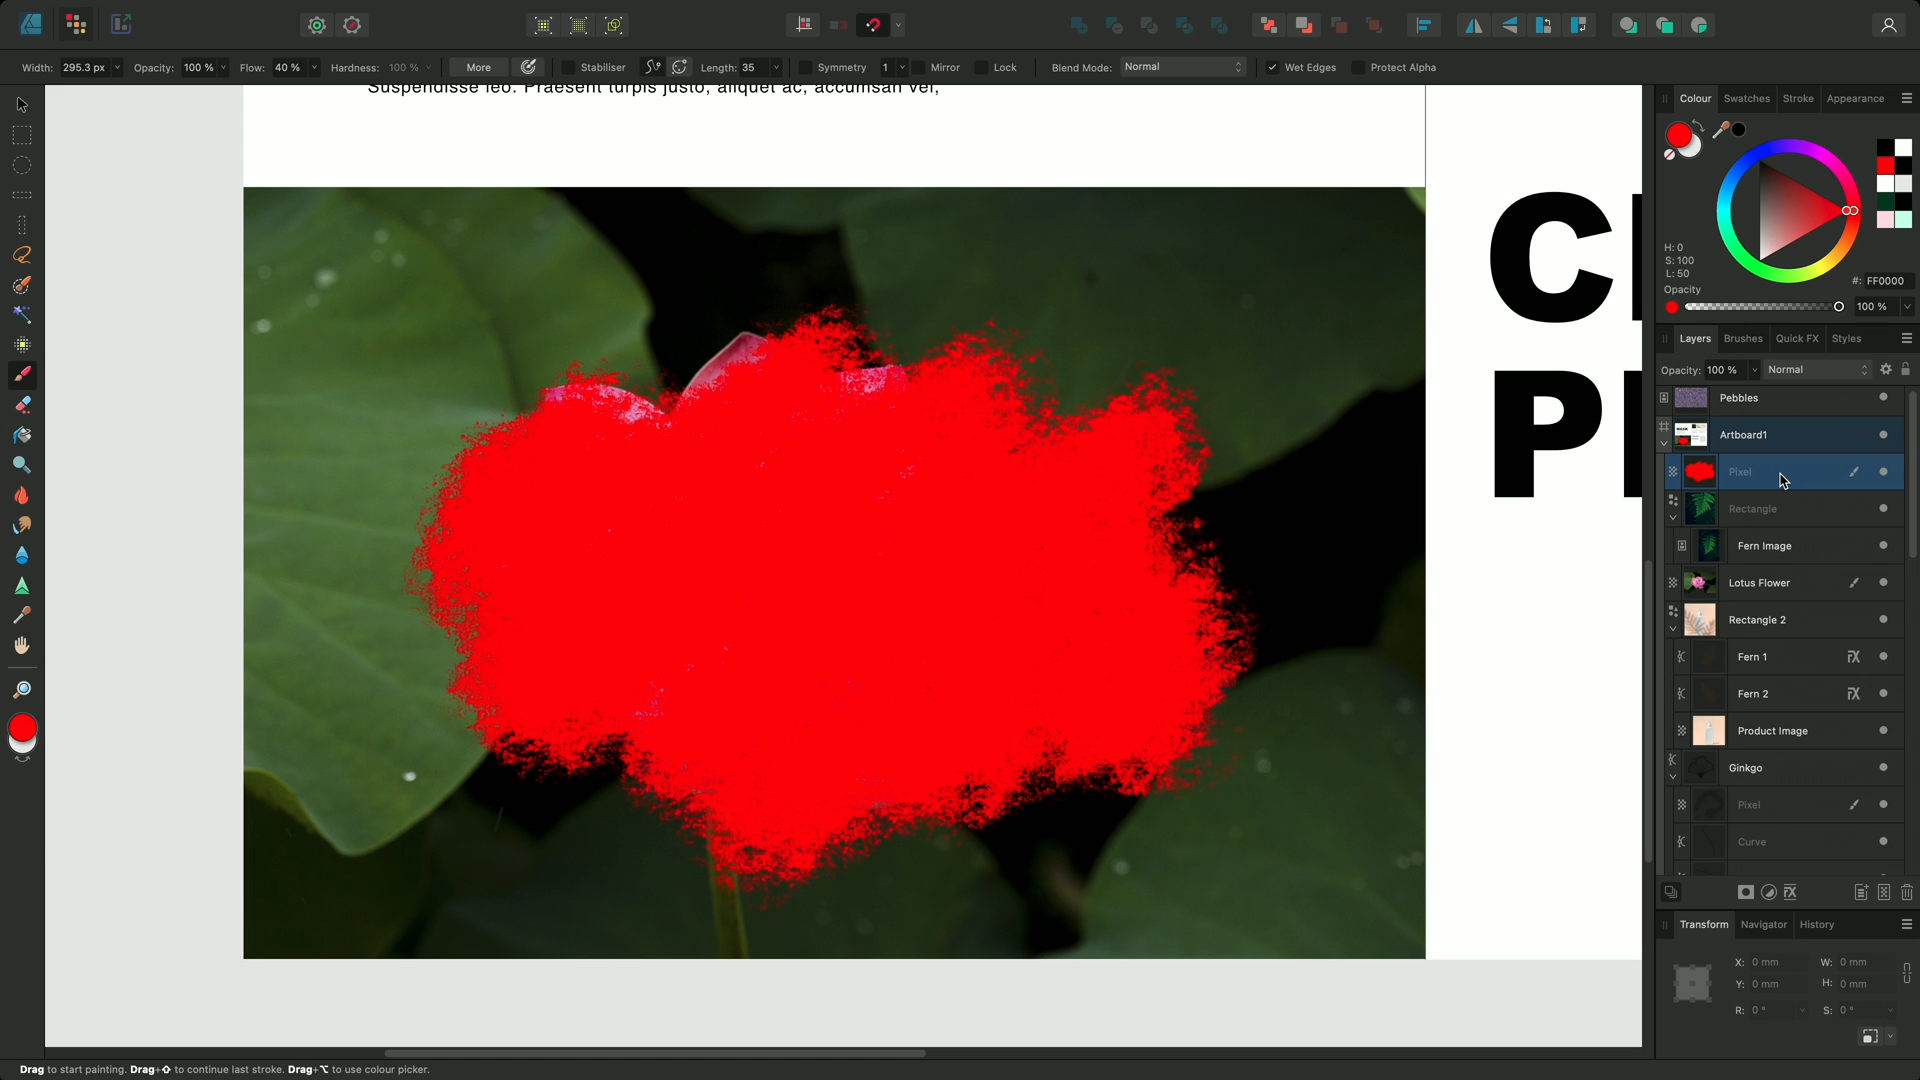 Width: 295.3 px Opacity: 100 % Flow: 40 % Hardness: 100 % More Stabiliser Length: 35 Symmetry 1 Mirror Lock Blend Mode: Normal Wet Edges Protect Alpha
Suspendisse leo. Praesent turpis justo, aliquet ac, accumsan vel,
Colour Swatches Stroke Appearance
H: 0
S: 100
L: 50
#: FF0000
Opacity
100 %
Layers Brushes Quick FX Styles
Opacity: 100 % Normal
Pebbles
Artboard1
Pixel
Rectangle
Fern Image
Lotus Flower
Rectangle 2
Fern 1
Fern 2
Product Image
Ginkgo
Pixel
Curve
Transform Navigator History
X: 0 mm W: 0 mm
Y: 0 mm H: 0 mm
R: 0 ° S: 0 °
Drag to start painting. Drag+⇧ to continue last stroke. Drag+⌥ to use colour picker.